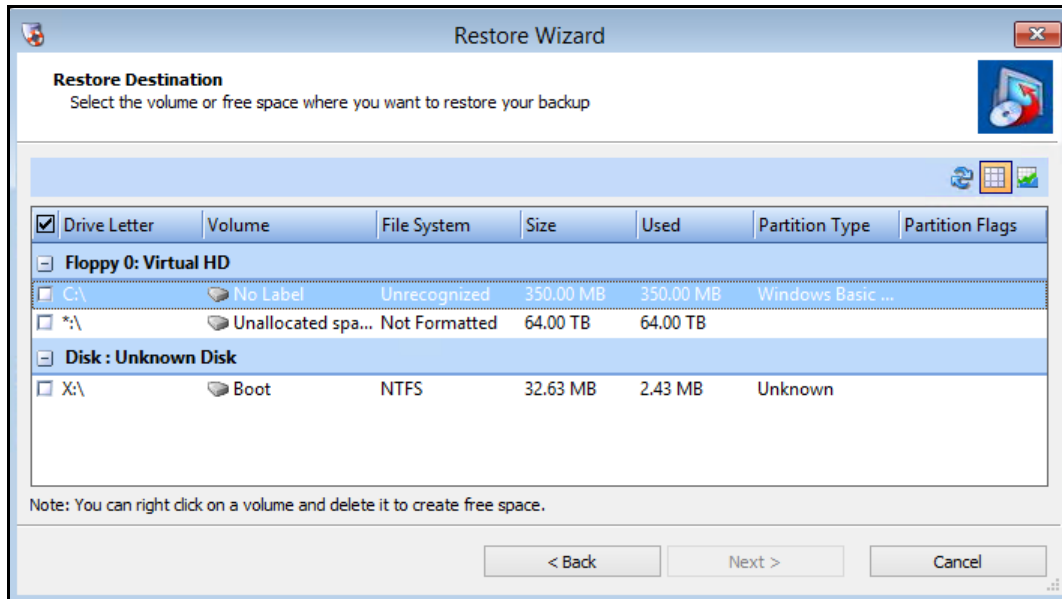 Restore Wizard
Restore Destination
Select the volume or free space where you want to restore your backup
Drive Letter Volume File System Size Used Partition Type Partition Flags
Floppy 0: Virtual HD
C:\ No Label Unrecognized 350.00 MB 350.00 MB Windows Basic ...
*:\ Unallocated spa... Not Formatted 64.00 TB 64.00 TB
Disk : Unknown Disk
X:\ Boot NTFS 32.63 MB 2.43 MB Unknown
Note: You can right click on a volume and delete it to create free space.
< Back Next > Cancel